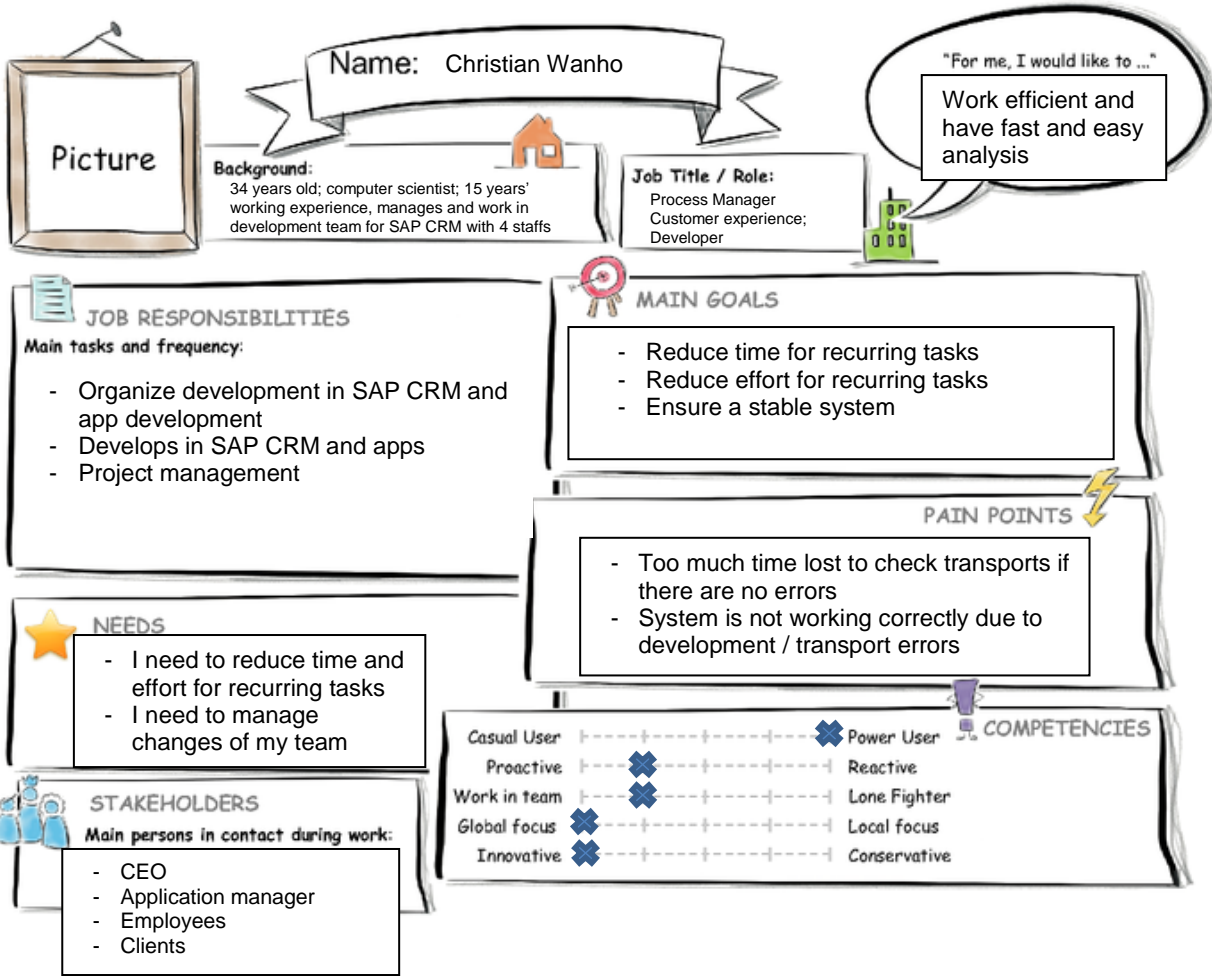 Picture
Name: Christian Wanho
"For me, I would like to ..."
Work efficient and
have fast and easy
analysis
Background:
34 years old; computer scientist; 15 years’
working experience, manages and work in
development team for SAP CRM with 4 staffs
Job Title / Role:
Process Manager
Customer experience;
Developer
JOB RESPONSIBILITIES
Main tasks and frequency:
- Organize development in SAP CRM and
app development
- Develops in SAP CRM and apps
- Project management
MAIN GOALS
- Reduce time for recurring tasks
- Reduce effort for recurring tasks
- Ensure a stable system
PAIN POINTS
- Too much time lost to check transports if
there are no errors
- System is not working correctly due to
development / transport errors
NEEDS
- I need to reduce time and
effort for recurring tasks
- I need to manage
changes of my team
COMPETENCIES
Casual User Power User
Proactive Reactive
Work in team Lone Fighter
Global focus Local focus
Innovative Conservative
STAKEHOLDERS
Main persons in contact during work:
- CEO
- Application manager
- Employees
- Clients